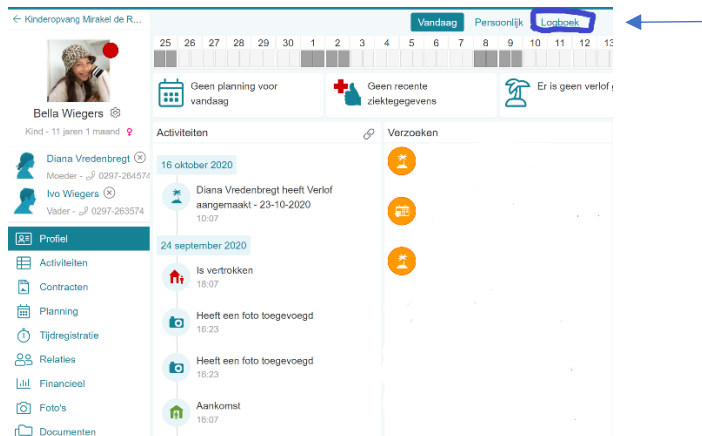 ← Kinderopvang Mirakel de R...
Vandaag Persoonlijk Logboek
25 26 27 28 29 30 1 2 3 4 5 6 7 8 9 10 11 12 13
Geen planning voor
vandaag
Geen recente
ziektegegevens
Er is geen verlof
Bella Wiegers
Kind - 11 jaren 1 maand
Diana Vredenbregt
Moeder - 0297-264574
Ivo Wiegers
Vader - 0297-263574
Profiel
Activiteiten
Contracten
Planning
Tijdregistratie
Relaties
Financieel
Foto's
Documenten
Activiteiten
16 oktober 2020
Diana Vredenbregt heeft Verlof
aangemaakt - 23-10-2020
10:07
24 september 2020
Is vertrokken
18:07
Heeft een foto toegevoegd
16:23
Heeft een foto toegevoegd
16:23
Aankomst
16:07
Verzoeken